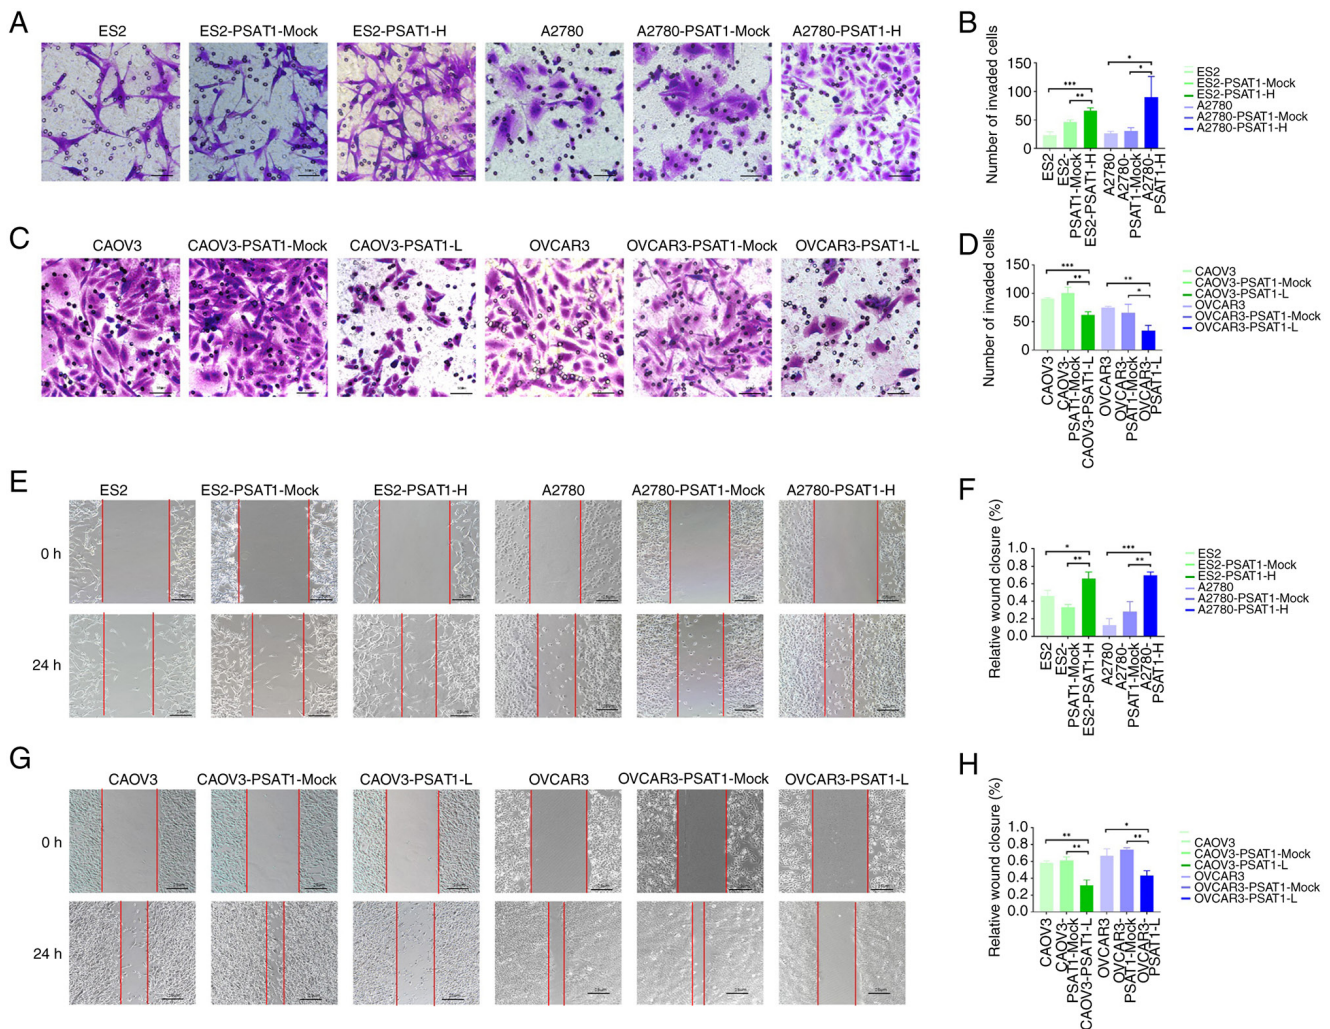 A
ES2
ES2-PSAT1-Mock
ES2-PSAT1-H
A2780
A2780-PSAT1-Mock
A2780-PSAT1-H
B
Number of invaded cells
150
100
50
0
***
**
*
*
ES2
ES2-
PSAT1-Mock
ES2-PSAT1-H
A2780
A2780-
PSAT1-Mock
A2780-
PSAT1-H
ES2
ES2-PSAT1-Mock
ES2-PSAT1-H
A2780
A2780-PSAT1-Mock
A2780-PSAT1-H
C
CAOV3
CAOV3-PSAT1-Mock
CAOV3-PSAT1-L
OVCAR3
OVCAR3-PSAT1-Mock
OVCAR3-PSAT1-L
D
Number of invaded cells
150
100
50
0
***
**
**
*
CAOV3
CAOV3-
PSAT1-Mock
CAOV3-PSAT1-L
OVCAR3
OVCAR3-
PSAT1-Mock
OVCAR3-
PSAT1-L
CAOV3
CAOV3-PSAT1-Mock
CAOV3-PSAT1-L
OVCAR3
OVCAR3-PSAT1-Mock
OVCAR3-PSAT1-L
E
ES2
ES2-PSAT1-Mock
ES2-PSAT1-H
A2780
A2780-PSAT1-Mock
A2780-PSAT1-H
0 h
24 h
F
Relative wound closure (%)
1.0
0.8
0.6
0.4
0.2
0.0
*
**
***
**
ES2
ES2-
PSAT1-Mock
ES2-PSAT1-H
A2780
A2780-
PSAT1-Mock
A2780-
PSAT1-H
ES2
ES2-PSAT1-Mock
ES2-PSAT1-H
A2780
A2780-PSAT1-Mock
A2780-PSAT1-H
G
CAOV3
CAOV3-PSAT1-Mock
CAOV3-PSAT1-L
OVCAR3
OVCAR3-PSAT1-Mock
OVCAR3-PSAT1-L
0 h
24 h
H
Relative wound closure (%)
1.0
0.8
0.6
0.4
0.2
0.0
**
**
*
**
CAOV3
CAOV3-
PSAT1-Mock
CAOV3-PSAT1-L
OVCAR3
OVCAR3-
PSAT1-Mock
OVCAR3-
PSAT1-L
CAOV3
CAOV3-PSAT1-Mock
CAOV3-PSAT1-L
OVCAR3
OVCAR3-PSAT1-Mock
OVCAR3-PSAT1-L